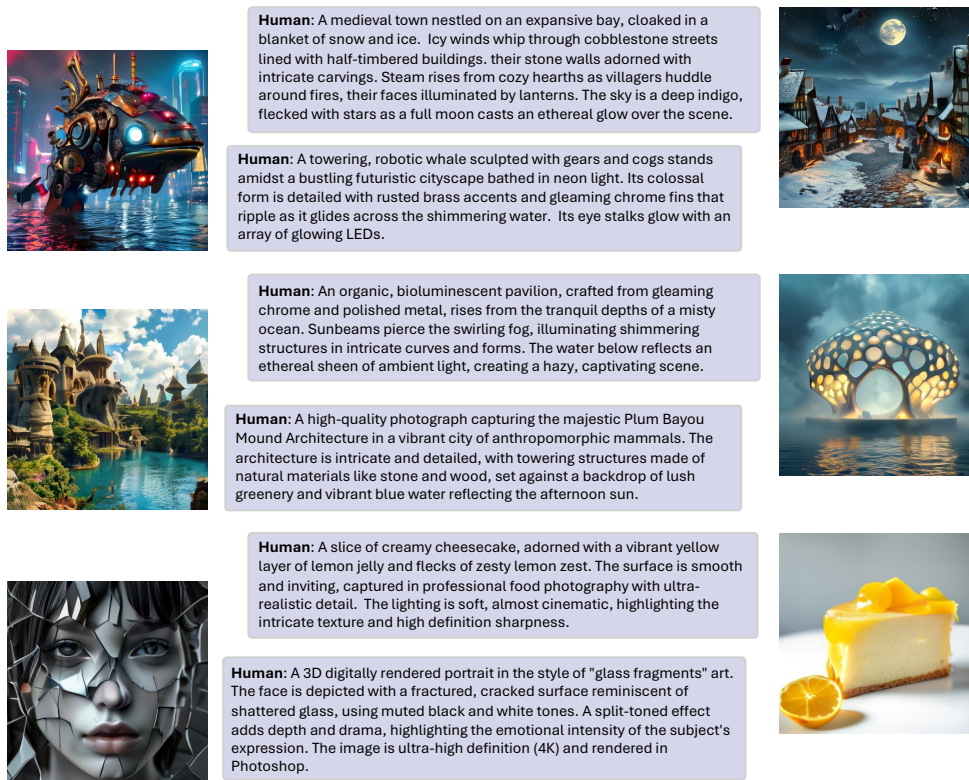 Human: A medieval town nestled on an expansive bay, cloaked in a
blanket of snow and ice.  Icy winds whip through cobblestone streets
lined with half-timbered buildings. their stone walls adorned with
intricate carvings. Steam rises from cozy hearths as villagers huddle
around fires, their faces illuminated by lanterns. The sky is a deep indigo,
flecked with stars as a full moon casts an ethereal glow over the scene.
Human: A towering, robotic whale sculpted with gears and cogs stands
amidst a bustling futuristic cityscape bathed in neon light. Its colossal
form is detailed with rusted brass accents and gleaming chrome fins that
ripple as it glides across the shimmering water.  Its eye stalks glow with an
array of glowing LEDs.
Human: An organic, bioluminescent pavilion, crafted from gleaming
chrome and polished metal, rises from the tranquil depths of a misty
ocean. Sunbeams pierce the swirling fog, illuminating shimmering
structures in intricate curves and forms. The water below reflects an
ethereal sheen of ambient light, creating a hazy, captivating scene.
Human: A high-quality photograph capturing the majestic Plum Bayou
Mound Architecture in a vibrant city of anthropomorphic mammals. The
architecture is intricate and detailed, with towering structures made of
natural materials like stone and wood, set against a backdrop of lush
greenery and vibrant blue water reflecting the afternoon sun.
Human: A slice of creamy cheesecake, adorned with a vibrant yellow
layer of lemon jelly and flecks of zesty lemon zest. The surface is smooth
and inviting, captured in professional food photography with ultra-
realistic detail.  The lighting is soft, almost cinematic, highlighting the
intricate texture and high definition sharpness.
Human: A 3D digitally rendered portrait in the style of "glass fragments" art.
The face is depicted with a fractured, cracked surface reminiscent of
shattered glass, using muted black and white tones. A split-toned effect
adds depth and drama, highlighting the emotional intensity of the subject's
expression. The image is ultra-high definition (4K) and rendered in
Photoshop.